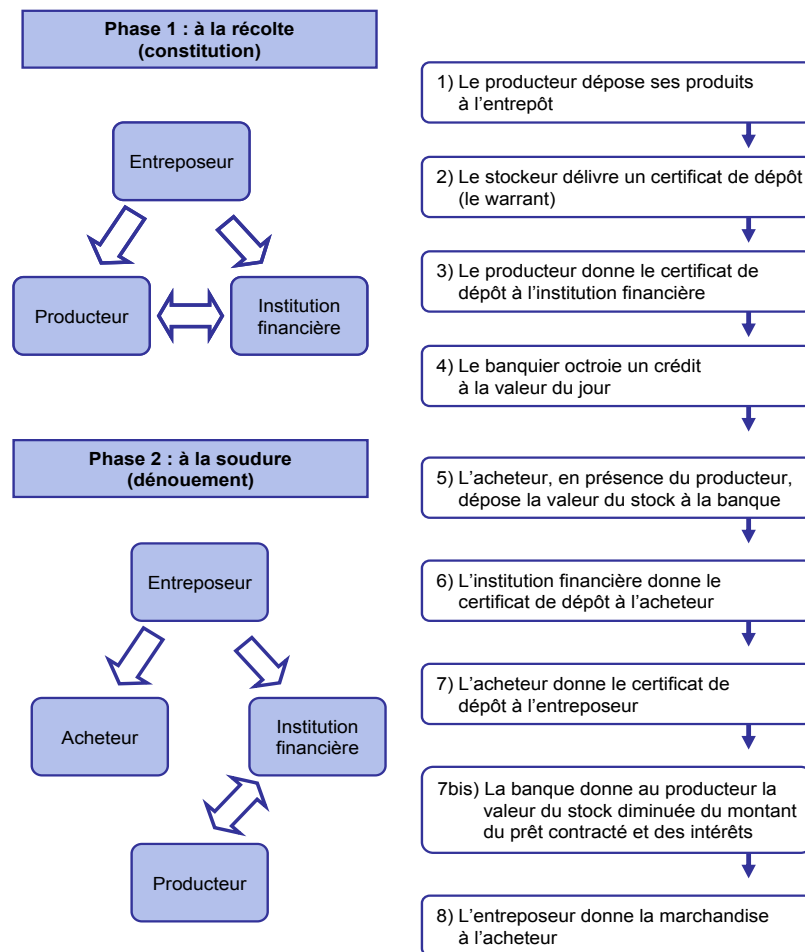 Phase 1 : à la récolte
(constitution)
Entreposeur
Producteur
Institution
financière
Phase 2 : à la soudure
(dénouement)
Entreposeur
Acheteur
Institution
financière
Producteur
1) Le producteur dépose ses produits
à l’entrepôt
2) Le stockeur délivre un certificat de dépôt
(le warrant)
3) Le producteur donne le certificat de
dépôt à l’institution financière
4) Le banquier octroie un crédit
à la valeur du jour
5) L’acheteur, en présence du producteur,
dépose la valeur du stock à la banque
6) L’institution financière donne le
certificat de dépôt à l’acheteur
7) L’acheteur donne le certificat de
dépôt à l’entreposeur
7bis) La banque donne au producteur la
valeur du stock diminuée du montant
du prêt contracté et des intérêts
8) L’entreposeur donne la marchandise
à l’acheteur